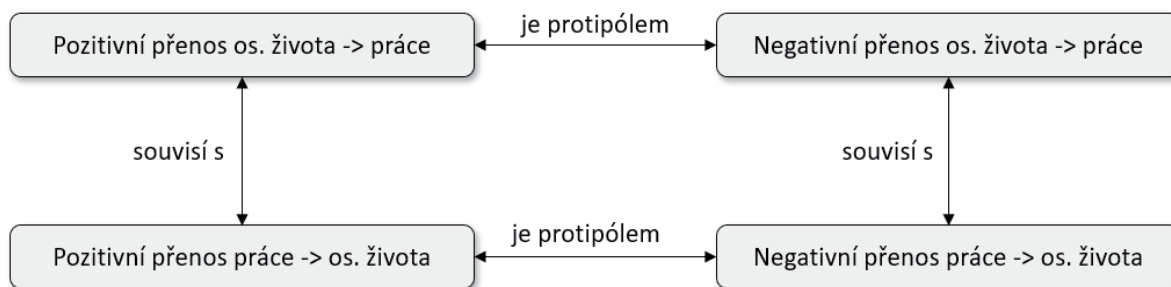 je protipólem
Pozitivní přenos os. života -> práce
Negativní přenos os. života -> práce
souvisí s
souvisí s
je protipólem
Pozitivní přenos práce -> os. života
Negativní přenos práce -> os. života